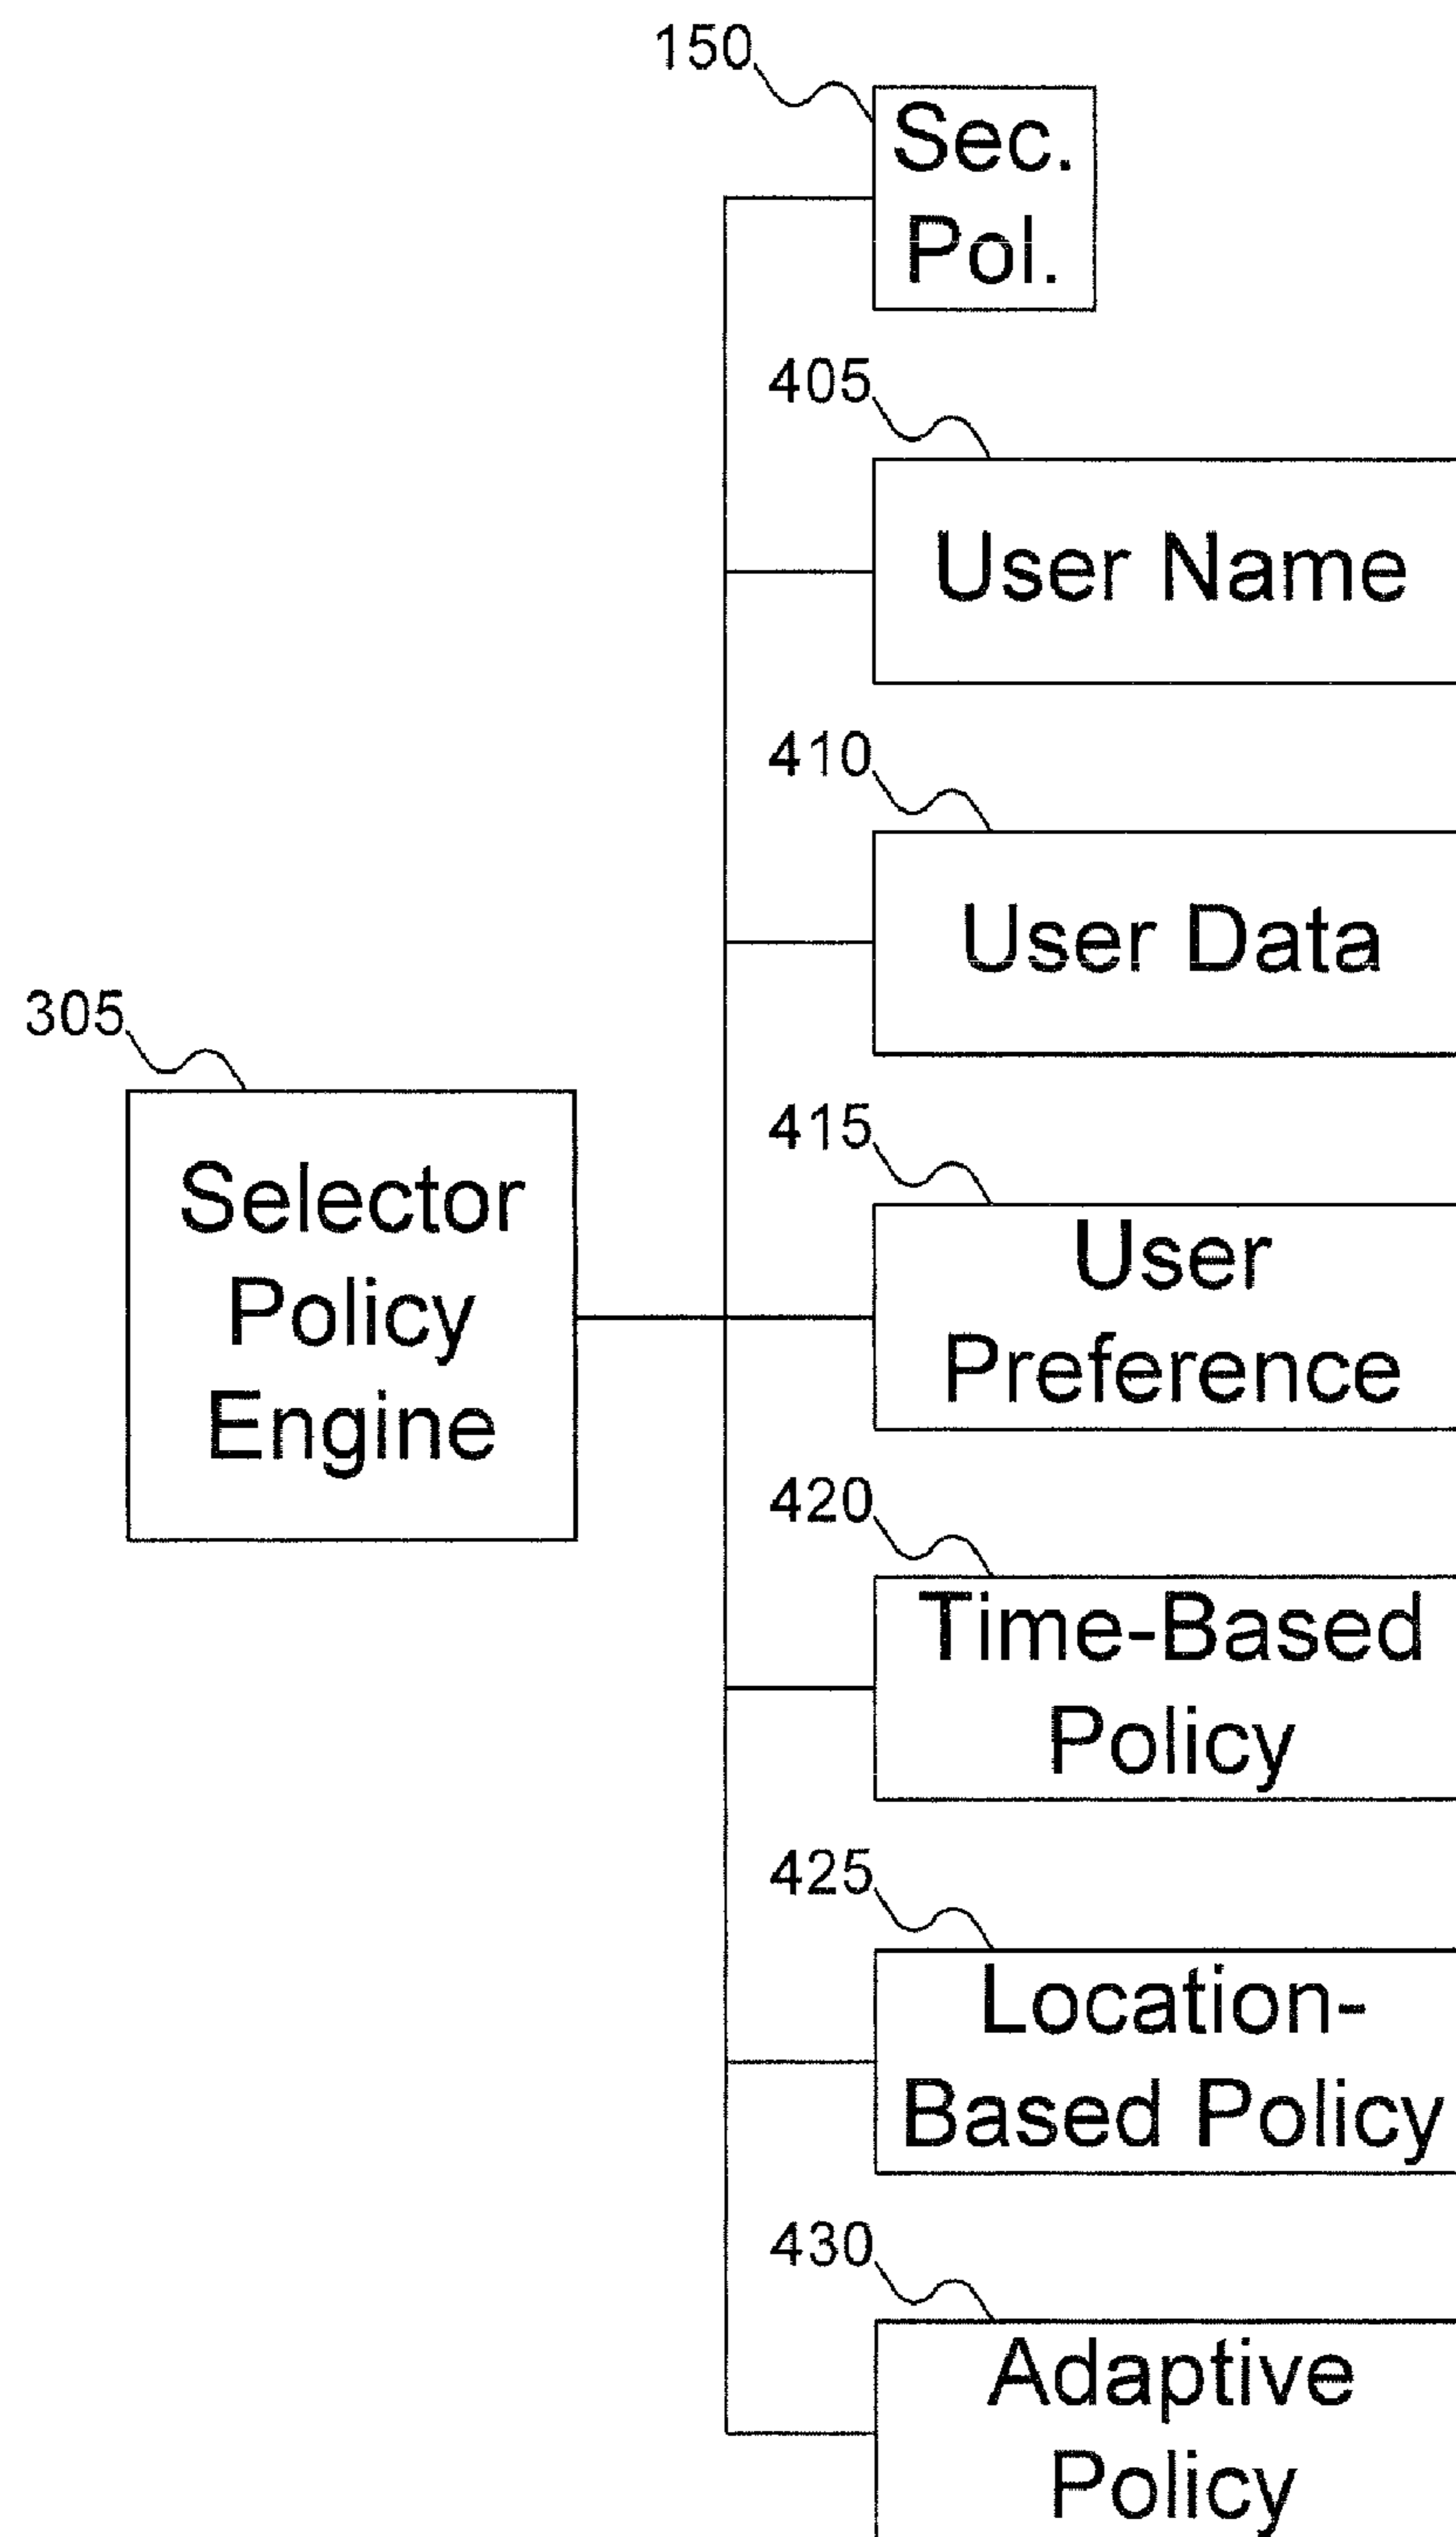 150
Sec.
Pol.
405
User Name
410
User Data
305
Selector
Policy
Engine
415
User
Preference
420
Time-Based
Policy
425
Location-
Based Policy
430
Adaptive
Policy